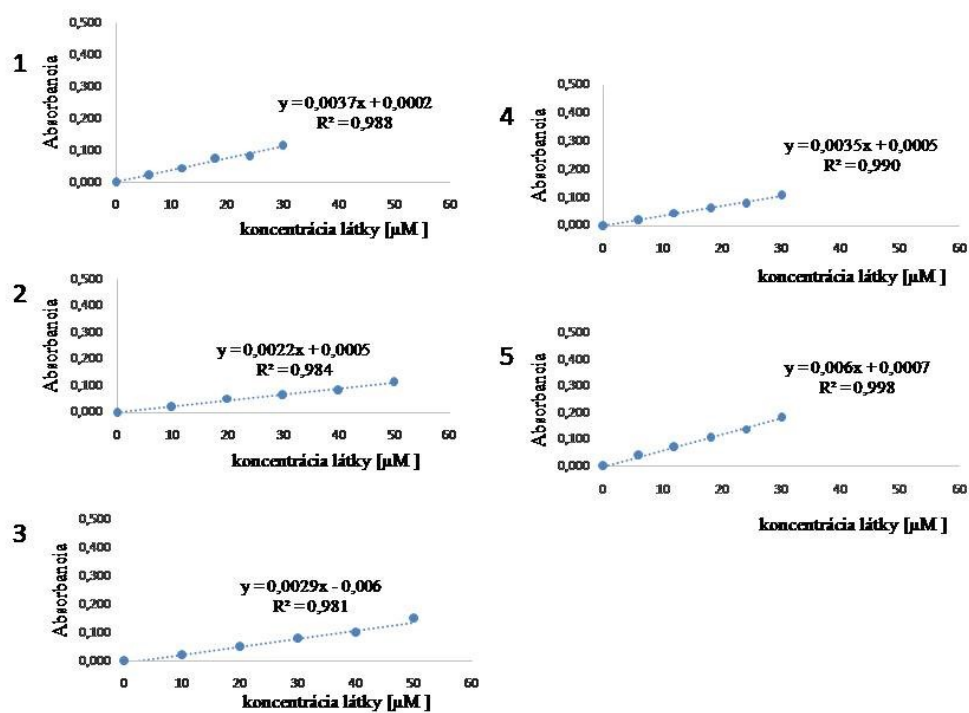 1
Absorbancia
0,500
0,400
0,300
0,200
0,100
0,000
y = 0,0037x + 0,0002
R² = 0,988
0 10 20 30 40 50 60
koncentrácia látky [µM ]
2
Absorbancia
0,500
0,400
0,300
0,200
0,100
0,000
y = 0,0022x + 0,0005
R² = 0,984
0 10 20 30 40 50 60
koncentrácia látky [µM ]
3
Absorbancia
0,500
0,400
0,300
0,200
0,100
0,000
y = 0,0029x - 0,006
R² = 0,981
0 10 20 30 40 50 60
koncentrácia látky [µM ]
4
Absorbancia
0,500
0,400
0,300
0,200
0,100
0,000
y = 0,0035x + 0,0005
R² = 0,990
0 10 20 30 40 50 60
koncentrácia látky [µM ]
5
Absorbancia
0,500
0,400
0,300
0,200
0,100
0,000
y = 0,006x + 0,0007
R² = 0,998
0 10 20 30 40 50 60
koncentrácia látky [µM ]